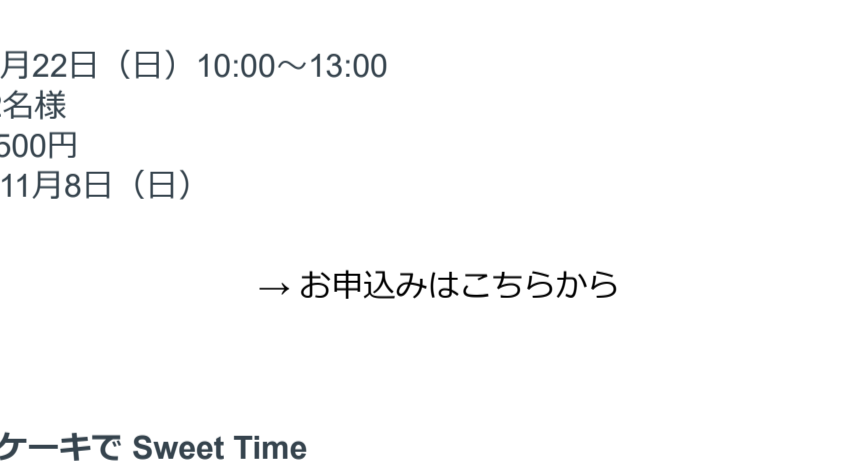 月22日（日）10:00〜13:00
名様
500円
11月8日（日）
→ お申込みはこちらから
ケーキで Sweet Time